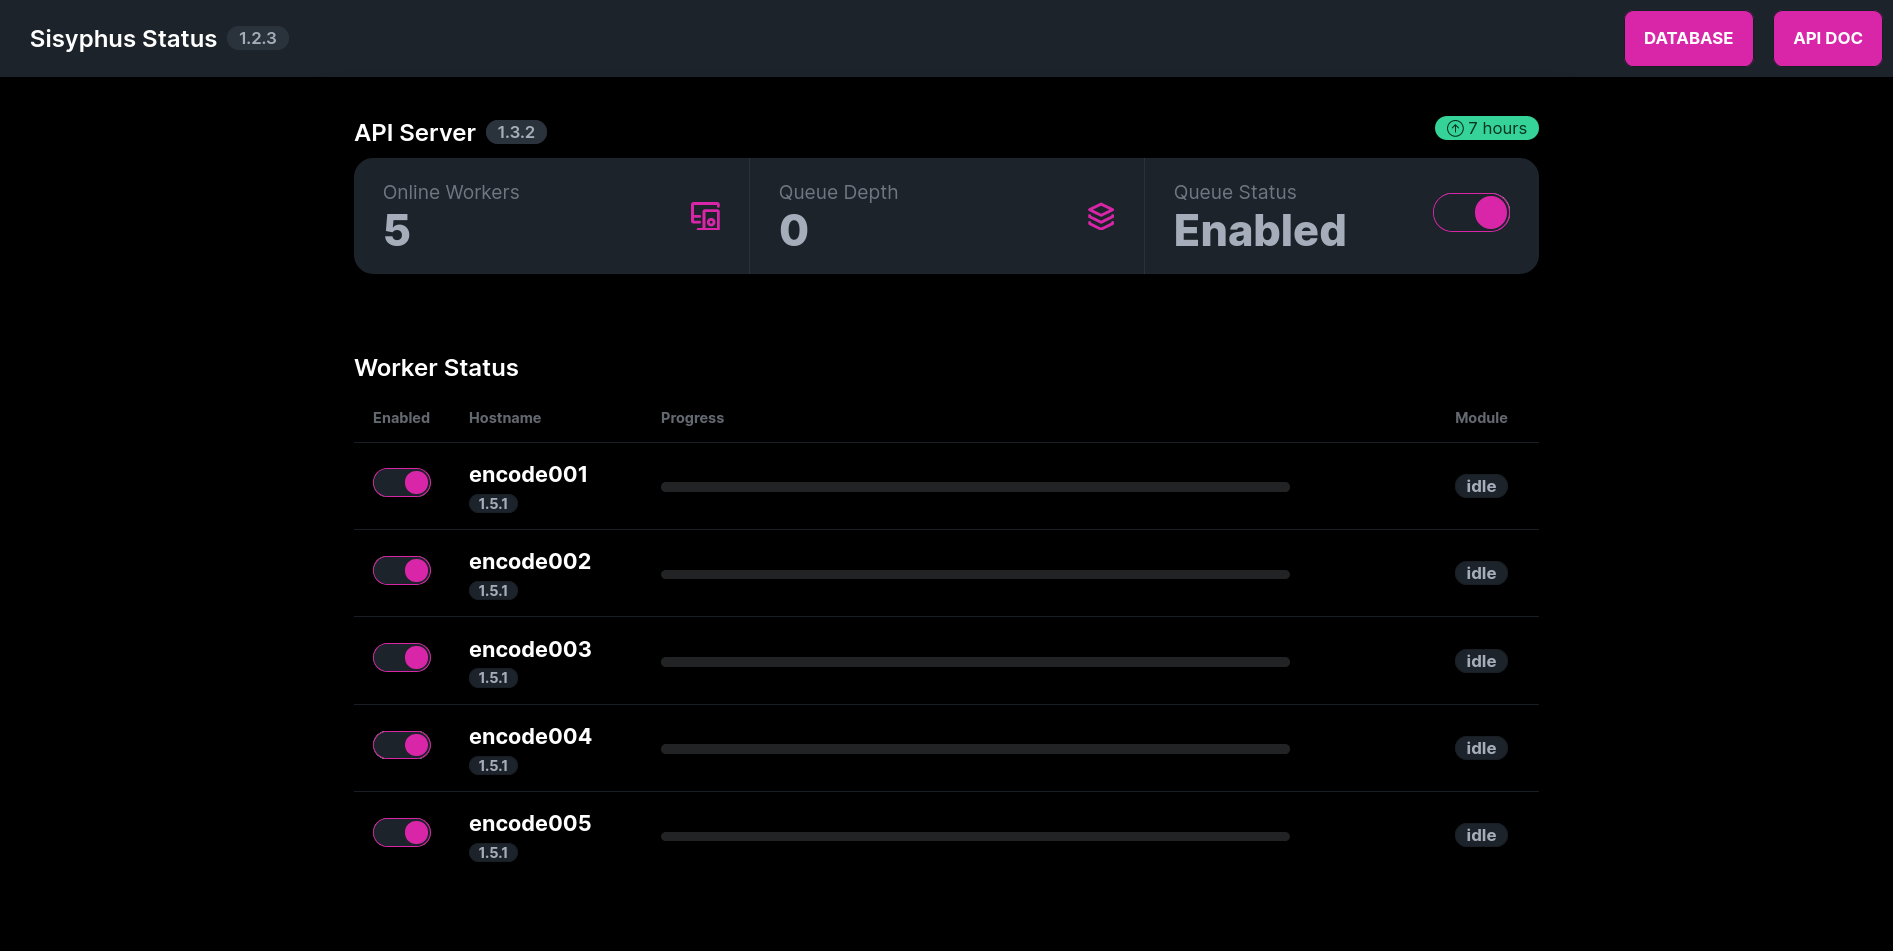 Sisyphus Status 1.2.3 DATABASE API DOC
API Server 1.3.2 7 hours
Online Workers Queue Depth Queue Status
5 0 Enabled
Worker Status
Enabled Hostname Progress Module
encode001
1.5.1
idle
encode002
1.5.1
idle
encode003
1.5.1
idle
encode004
1.5.1
idle
encode005
1.5.1
idle